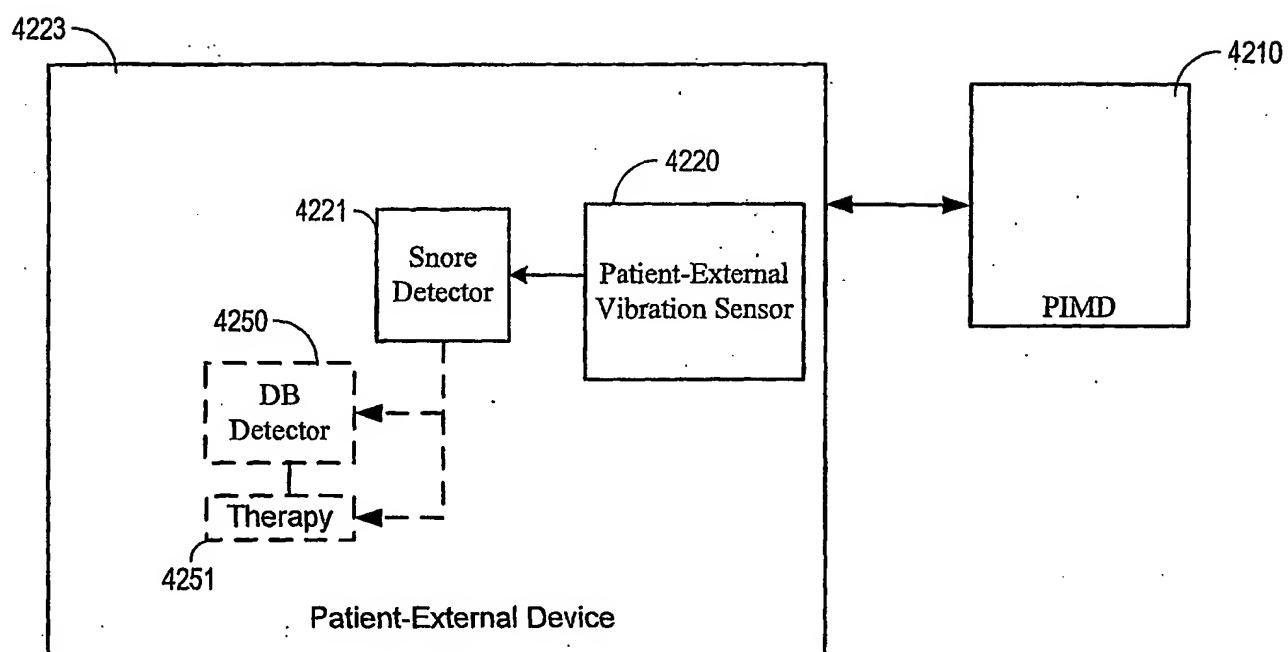 4223
4210
4220
4221
Snore
Detector
Patient-External
Vibration Sensor
PIMD
4250
DB
Detector
Therapy
4251
Patient-External Device